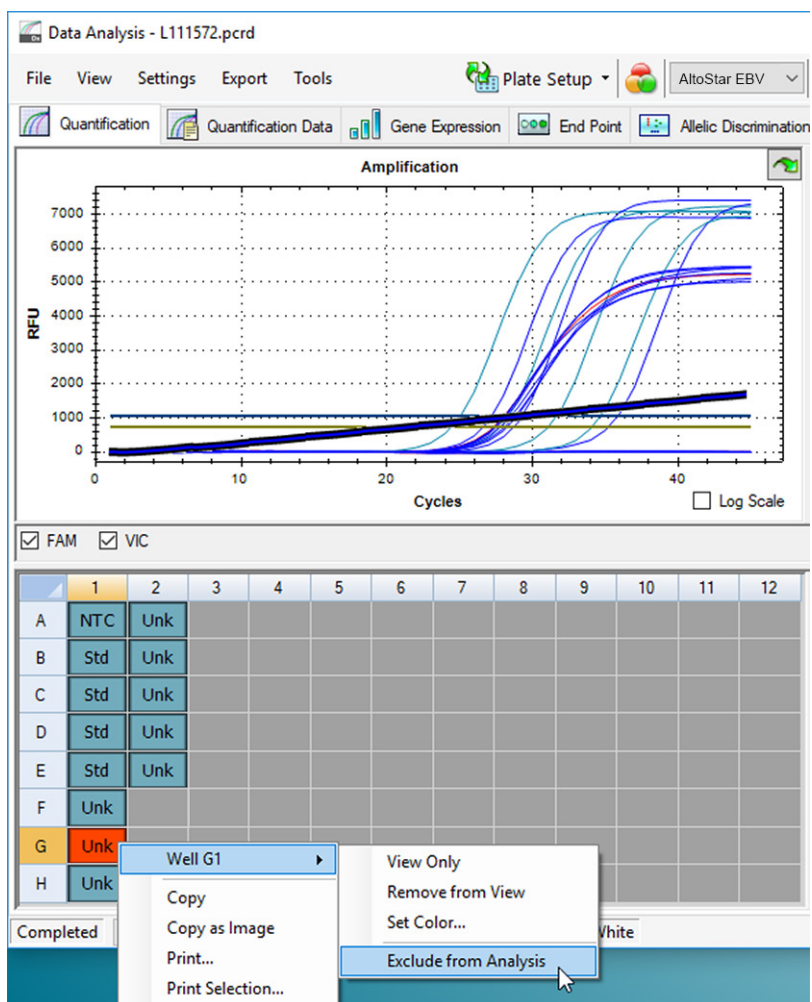 Data Analysis - L111572.pcrd
File View Settings Export Tools Plate Setup AltoStar EBV
Quantification Quantification Data Gene Expression End Point Allelic Discrimination
Amplification
7000
6000
5000
4000
3000
2000
1000
0
RFU
0 10 20 30 40
Cycles
Log Scale
FAM VIC
1 2 3 4 5 6 7 8 9 10 11 12
A NTC Unk
B Std Unk
C Std Unk
D Std Unk
E Std Unk
F Unk
G Unk
H Unk
Well G1
Copy
Copy as Image
Print...
Print Selection...
View Only
Remove from View
Set Color...
Exclude from Analysis
Completed